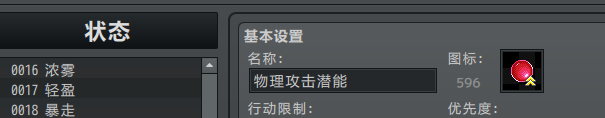 状态
0016 浓雾
0017 轻盈
0018 暴走
基本设置
名称:
物理攻击潜能
图标:
596
行动限制:
优先度: